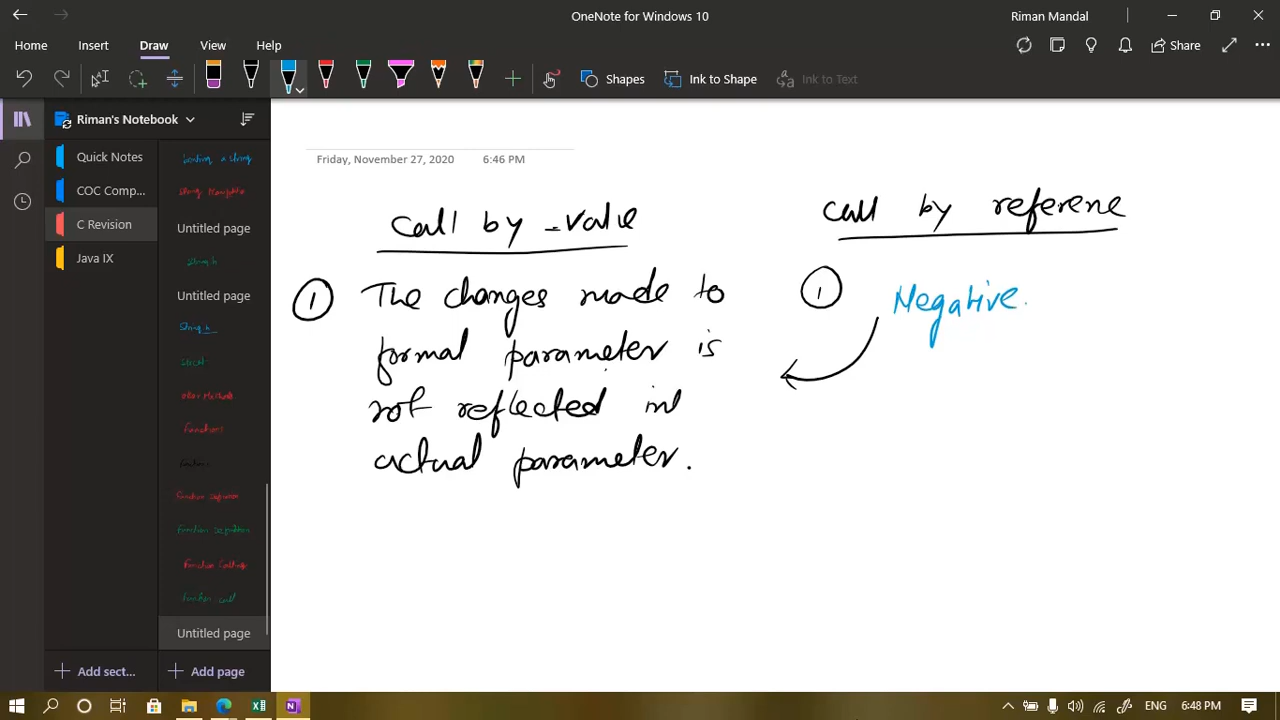 OneNote for Windows 10
Riman Mandal
Home Insert Draw View Help
Share
Shapes
Ink to Shape
Ink to Text
Riman's Notebook
Quick Notes
COC Comp...
C Revision
Java IX
Untitled page
Untitled page
Functions
Function call
Untitled page
Add sect...
Add page
Friday, November 27, 2020 6:46 PM
Call by value
① The changes made to
formal parameter is
not reflected in
actual parameter.
Call by referene
① Negative.
ENG 6:48 PM